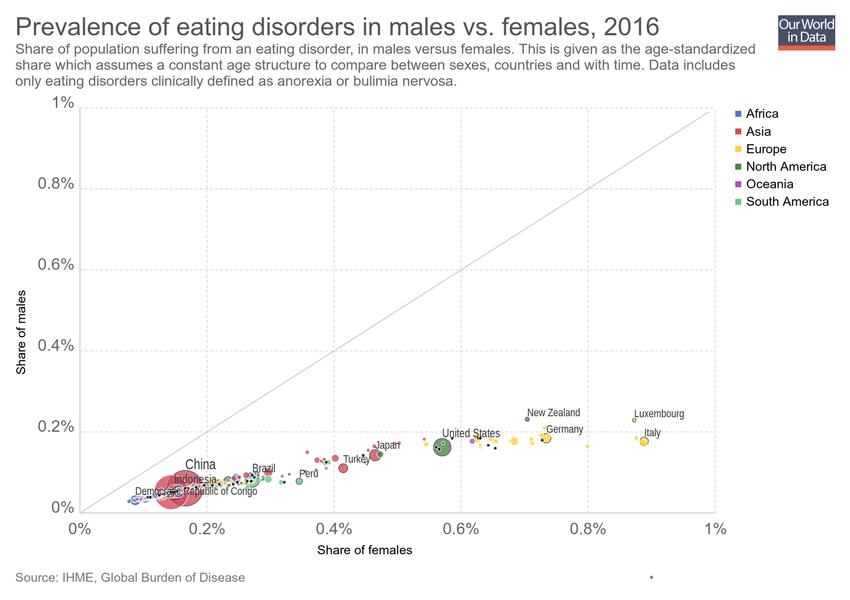 Prevalence of eating disorders in males vs. females, 2016
Our World
in Data
Share of population suffering from an eating disorder, in males versus females. This is given as the age-standardized
share which assumes a constant age structure to compare between sexes, countries and with time. Data includes
only eating disorders clinically defined as anorexia or bulimia nervosa.
1%
0.8%
0.6%
0.4%
0.2%
0%
Share of males
Africa
Asia
Europe
North America
Oceania
South America
New Zealand
Luxembourg
Germany
Italy
United States
Japan
Turkey
China
Brazil
Peru
Indonesia
Democratic Republic of Congo
0%
0.2%
0.4%
0.6%
0.8%
1%
Share of females
Source: IHME, Global Burden of Disease